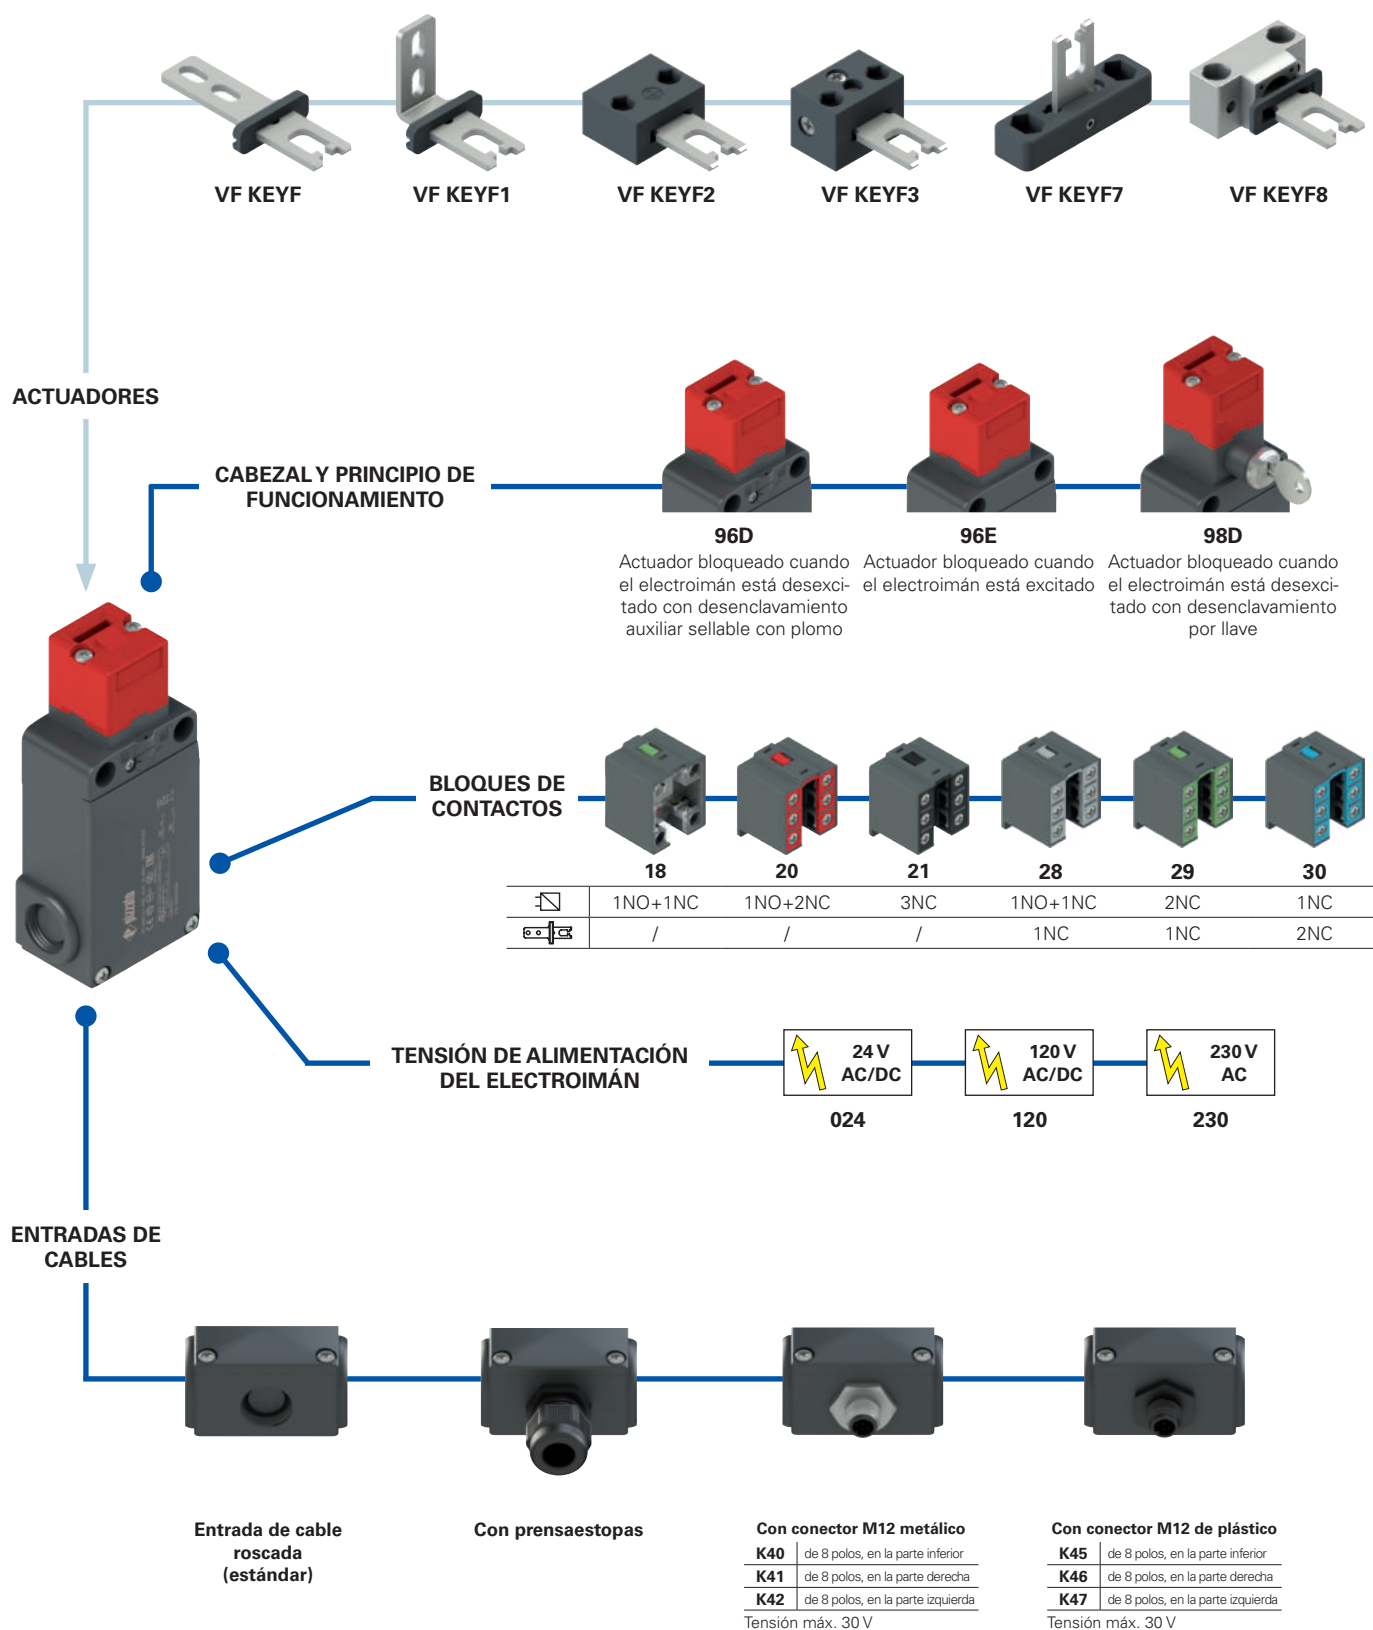 VF KEYF
VF KEYF1
VF KEYF2
VF KEYF3
VF KEYF7
VF KEYF8
ACTUADORES
CABEZAL Y PRINCIPIO DE
FUNCIONAMIENTO
96D
Actuador bloqueado cuando
el electroimán está desexci-
tado con desenclavamiento
auxiliar sellable con plomo
96E
Actuador bloqueado cuando
el electroimán está excitado
98D
Actuador bloqueado cuando
el electroimán está desexci-
tado con desenclavamiento
por llave
pizzato
BLOQUES DE
CONTACTOS
18 20 21 28 29 30
1NO+1NC 1NO+2NC 3NC 1NO+1NC 2NC 1NC
/ / / 1NC 1NC 2NC
TENSIÓN DE ALIMENTACIÓN
DEL ELECTROIMÁN
24 V
AC/DC
024
120 V
AC/DC
120
230 V
AC
230
ENTRADAS DE
CABLES
Entrada de cable
roscada
(estándar)
Con prensaestopas
Con conector M12 metálico
K40 de 8 polos, en la parte inferior
K41 de 8 polos, en la parte derecha
K42 de 8 polos, en la parte izquierda
Tensión máx. 30 V
Con conector M12 de plástico
K45 de 8 polos, en la parte inferior
K46 de 8 polos, en la parte derecha
K47 de 8 polos, en la parte izquierda
Tensión máx. 30 V